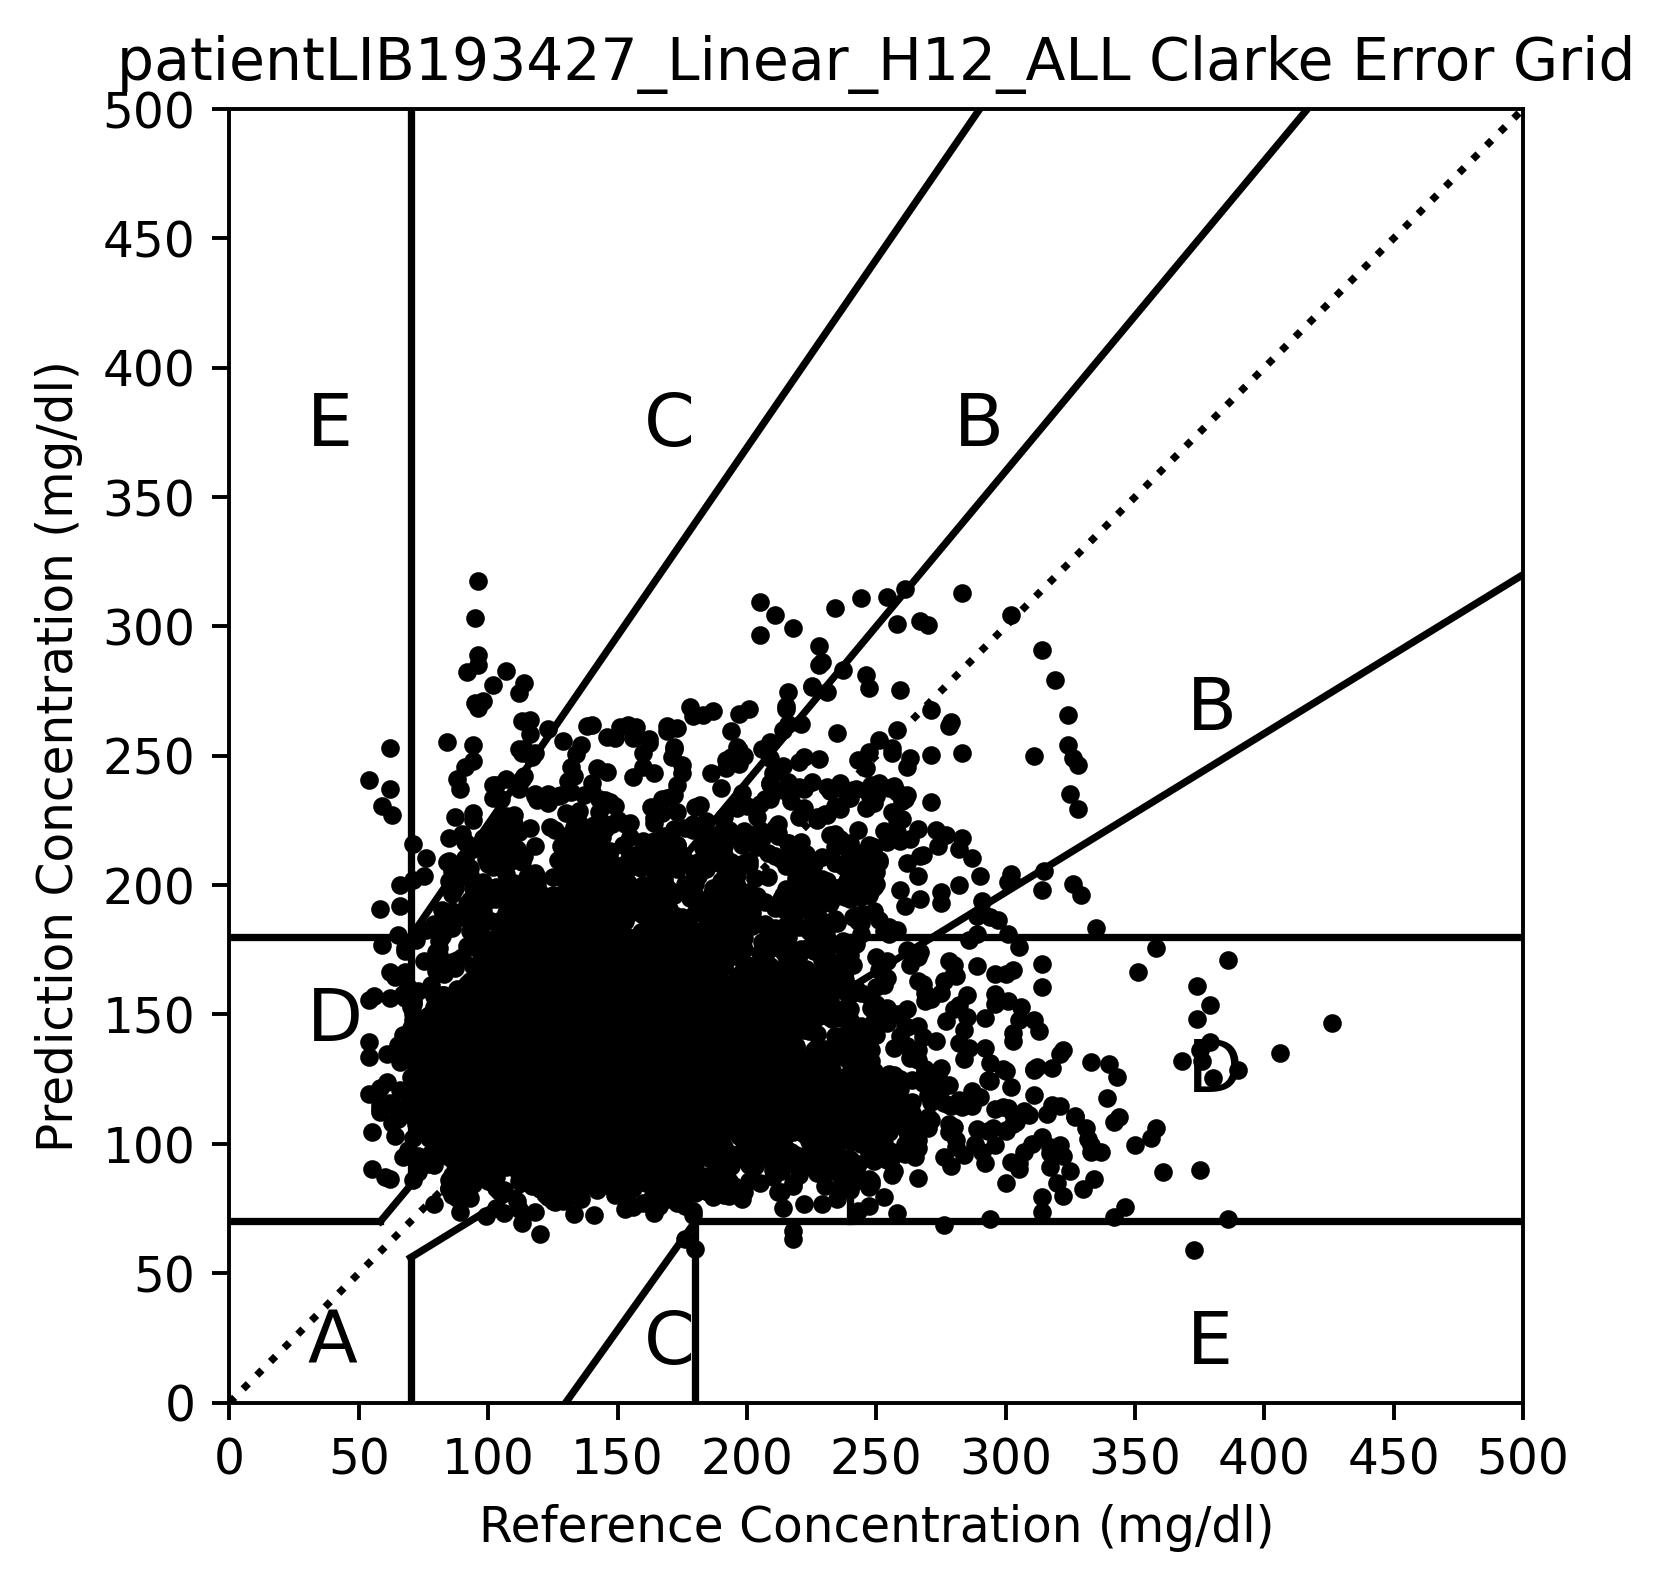 patientLIB193427_Linear_H12_ALL Clarke Error Grid
500
450
400
350
300
250
200
150
100
50
0
Prediction Concentration (mg/dl)
E
C
B
B
D
D
A
C
E
0 50 100 150 200 250 300 350 400 450 500
Reference Concentration (mg/dl)